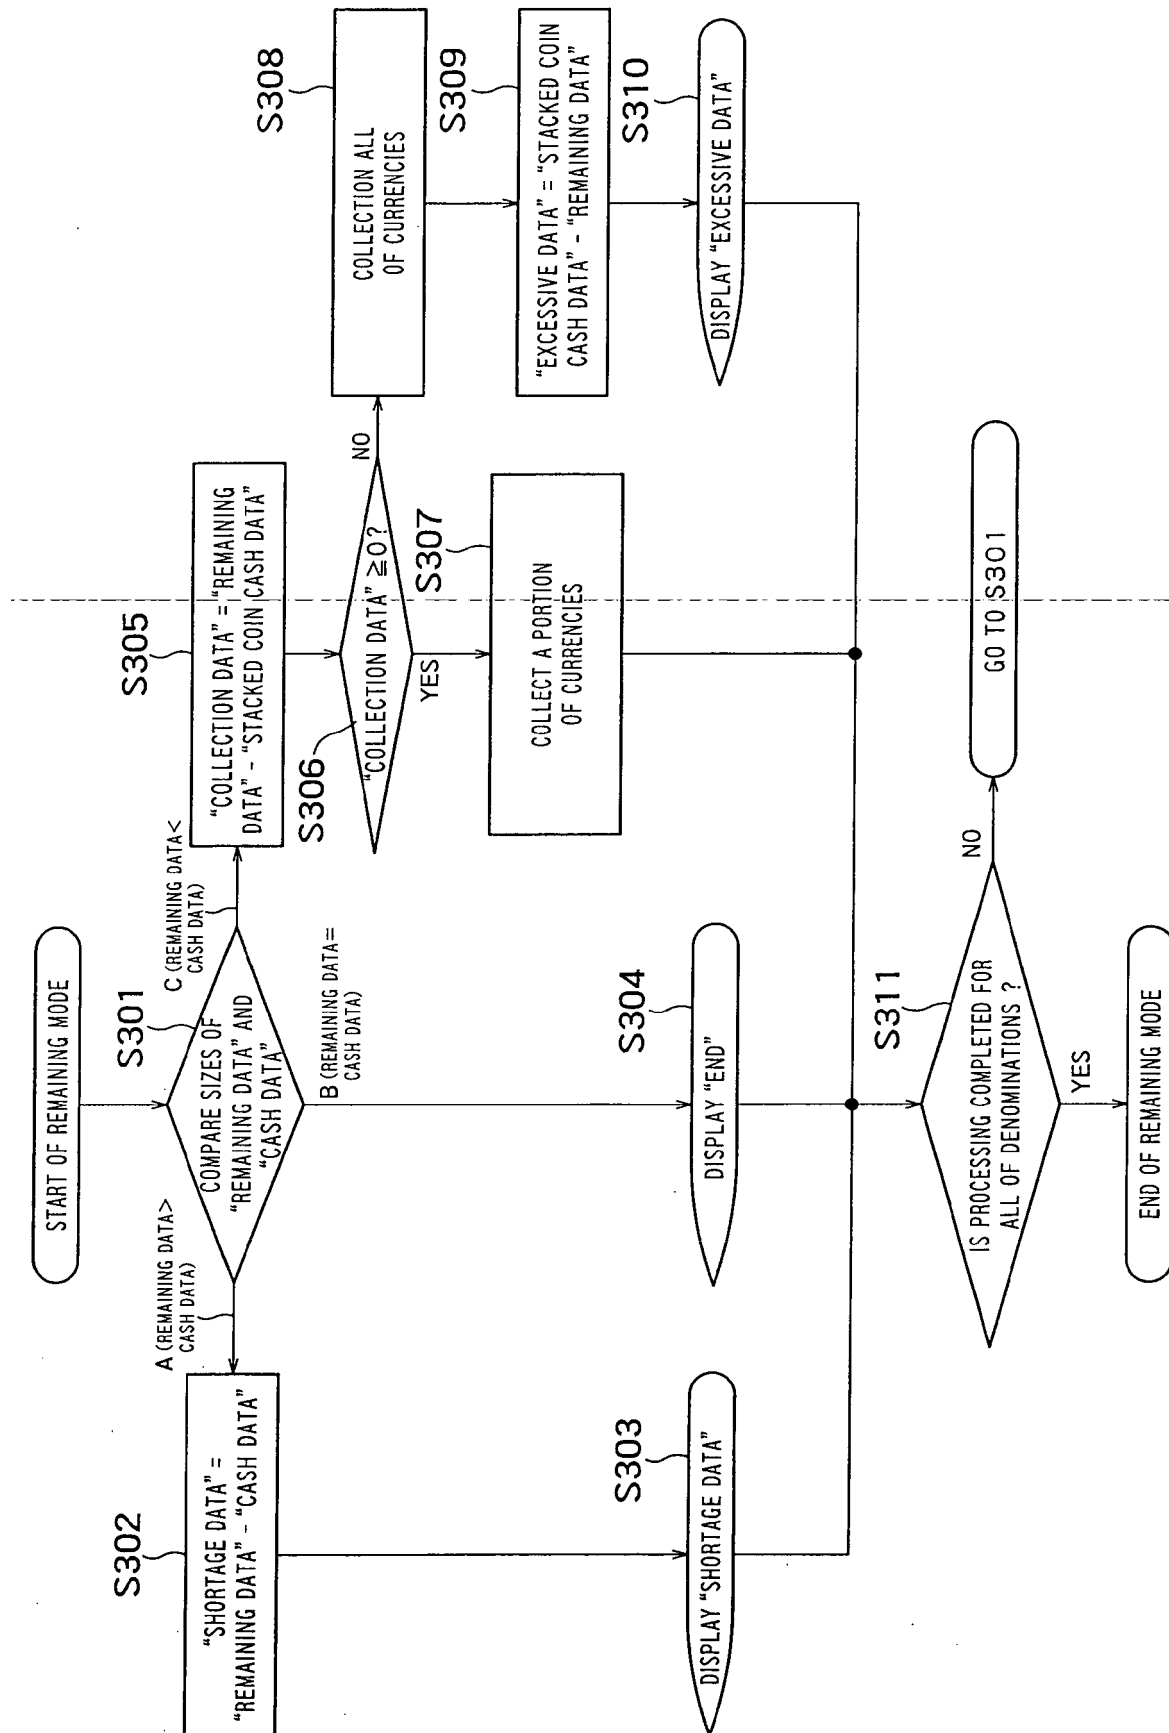 START OF REMAINING MODE
S301
COMPARE SIZES OF
"REMAINING DATA" AND
"CASH DATA"
A (REMAINING DATA>
CASH DATA)
B (REMAINING DATA=
CASH DATA)
C (REMAINING DATA<
CASH DATA)
S302
"SHORTAGE DATA" =
"REMAINING DATA" - "CASH DATA"
S303
DISPLAY "SHORTAGE DATA"
S304
DISPLAY "END"
S305
"COLLECTION DATA" = "REMAINING
DATA" - "STACKED COIN CASH DATA"
S306
"COLLECTION DATA" ≧0?
YES
NO
S307
COLLECT A PORTION
OF CURRENCIES
S308
COLLECTION ALL
OF CURRENCIES
S309
"EXCESSIVE DATA" = "STACKED COIN
CASH DATA" - "REMAINING DATA"
S310
DISPLAY "EXCESSIVE DATA"
S311
IS PROCESSING COMPLETED FOR
ALL OF DENOMINATIONS ?
NO
GO TO S301
YES
END OF REMAINING MODE